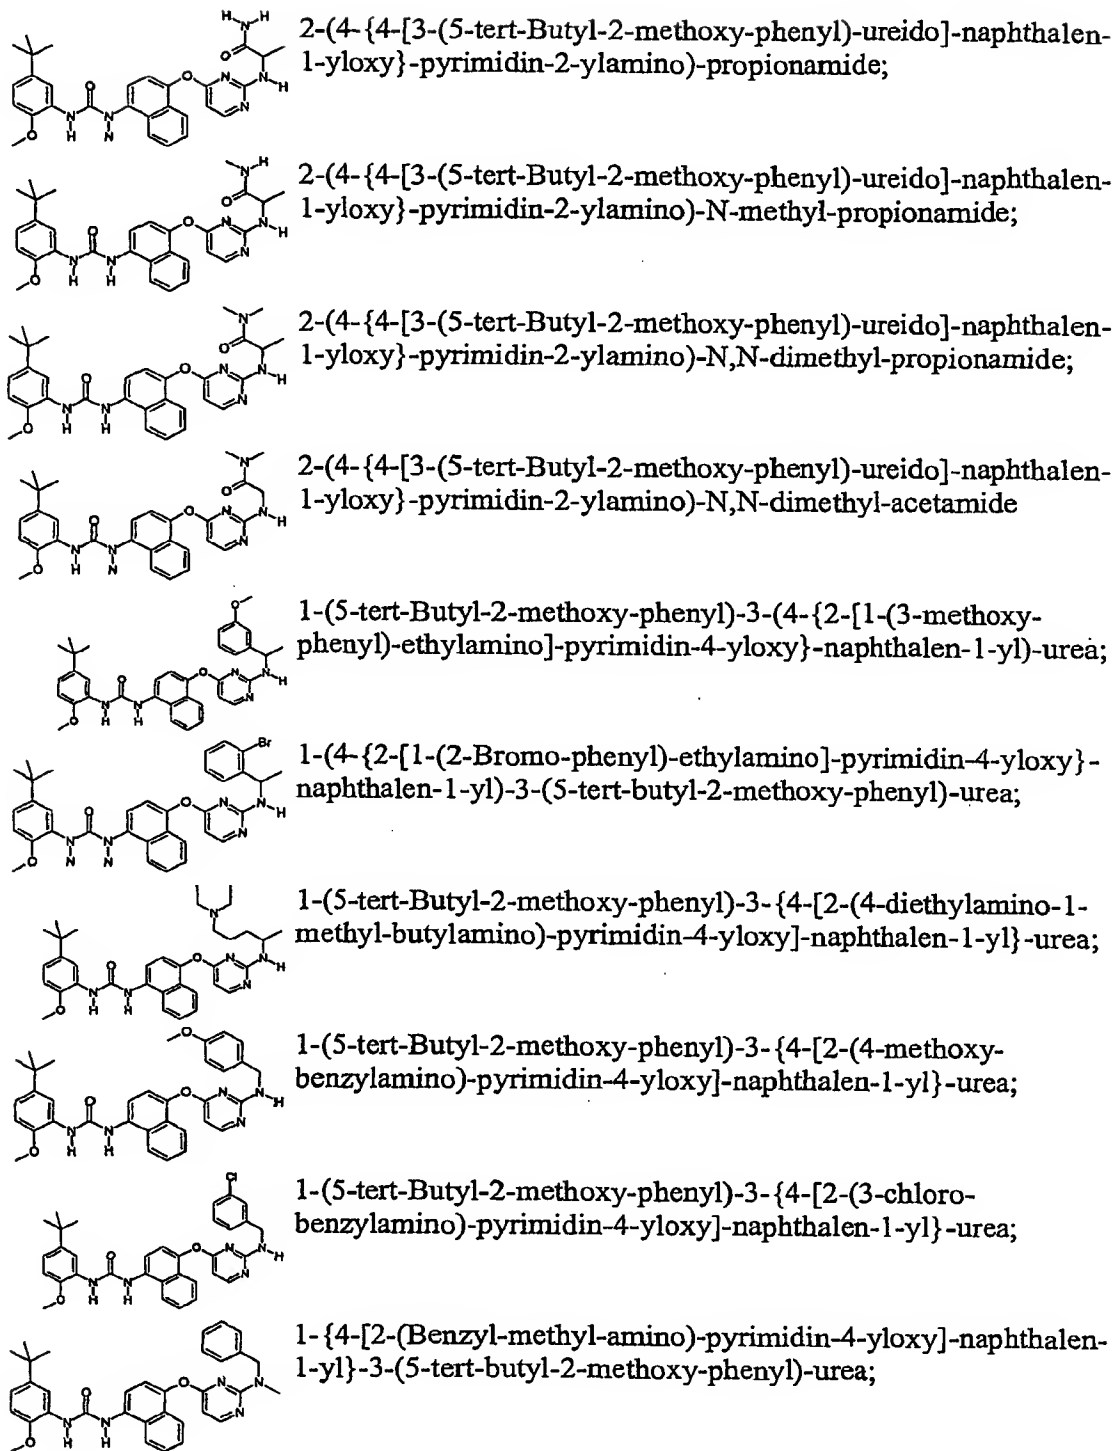 2-(4-{4-[3-(5-tert-Butyl-2-methoxy-phenyl)-ureido]-naphthalen-
1-yloxy}-pyrimidin-2-ylamino)-propionamide;
2-(4-{4-[3-(5-tert-Butyl-2-methoxy-phenyl)-ureido]-naphthalen-
1-yloxy}-pyrimidin-2-ylamino)-N-methyl-propionamide;
2-(4-{4-[3-(5-tert-Butyl-2-methoxy-phenyl)-ureido]-naphthalen-
1-yloxy}-pyrimidin-2-ylamino)-N,N-dimethyl-propionamide;
2-(4-{4-[3-(5-tert-Butyl-2-methoxy-phenyl)-ureido]-naphthalen-
1-yloxy}-pyrimidin-2-ylamino)-N,N-dimethyl-acetamide
1-(5-tert-Butyl-2-methoxy-phenyl)-3-(4-{2-[1-(3-methoxy-
phenyl)-ethylamino]-pyrimidin-4-yloxy}-naphthalen-1-yl)-urea;
1-(4-{2-[1-(2-Bromo-phenyl)-ethylamino]-pyrimidin-4-yloxy}-
naphthalen-1-yl)-3-(5-tert-butyl-2-methoxy-phenyl)-urea;
1-(5-tert-Butyl-2-methoxy-phenyl)-3-{4-[2-(4-diethylamino-1-
methyl-butylamino)-pyrimidin-4-yloxy]-naphthalen-1-yl}-urea;
1-(5-tert-Butyl-2-methoxy-phenyl)-3-{4-[2-(4-methoxy-
benzylamino)-pyrimidin-4-yloxy]-naphthalen-1-yl}-urea;
1-(5-tert-Butyl-2-methoxy-phenyl)-3-{4-[2-(3-chloro-
benzylamino)-pyrimidin-4-yloxy]-naphthalen-1-yl}-urea;
1-{4-[2-(Benzyl-methyl-amino)-pyrimidin-4-yloxy]-naphthalen-
1-yl}-3-(5-tert-butyl-2-methoxy-phenyl)-urea;